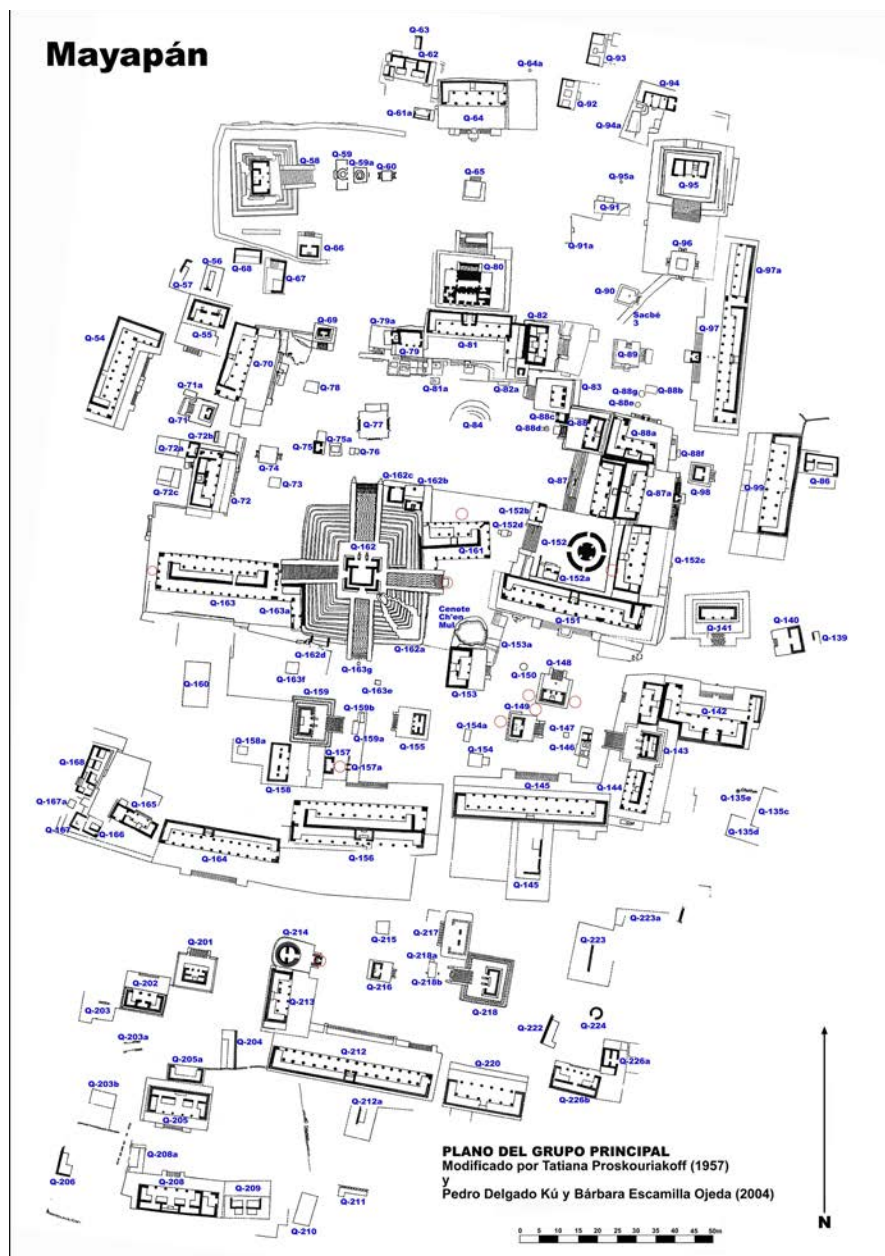 Mayapán
Q-63
Q-62
Q-64a
Q-93
Q-94
Q-92
Q-61a
Q-64
Q-94a
Q-58
Q-59
Q-59a
Q-60
Q-65
Q-95a
Q-95
Q-91
Q-91a
Q-66
Q-68
Q-67
Q-56
Q-57
Q-80
Q-96
Q-97a
Q-90
Sacbé
3
Q-55
Q-54
Q-69
Q-70
Q-79a
Q-79
Q-81
Q-82
Q-97
Q-89
Q-71a
Q-71
Q-78
Q-81a
Q-82a
Q-83
Q-88g
Q-88b
Q-88e
Q-84
Q-88c
Q-88d
Q-88
Q-88a
Q-72b
Q-72a
Q-77
Q-75
Q-75a
Q-76
Q-74
Q-73
Q-72
Q-72c
Q-88f
Q-87
Q-87a
Q-98
Q-99
Q-86
Q-162c
Q-162b
Q-152b
Q-152d
Q-152
Q-162
Q-161
Q-152a
Q-152c
Q-163
Q-163a
Q-151
Cenote
Ch'en
Mul
Q-141
Q-140
Q-139
Q-162d
Q-162a
Q-153a
Q-163g
Q-163f
Q-163e
Q-153
Q-150
Q-148
Q-160
Q-159
Q-159b
Q-159a
Q-155
Q-149
Q-154a
Q-147
Q-146
Q-142
Q-143
Q-158a
Q-157
Q-157a
Q-154
Q-158
Q-168
Q-145
Q-144
Q-167a
Q-165
Q-167
Q-166
Q-135e
Q-135c
Q-135d
Q-164
Q-156
Q-145
Q-223a
Q-223
Q-217
Q-215
Q-214
Q-201
Q-218a
Q-216
Q-218b
Q-218
Q-202
Q-203
Q-213
Q-222
Q-224
Q-203a
Q-204
Q-205a
Q-212
Q-220
Q-226a
Q-226b
Q-203b
Q-205
Q-212a
Q-208a
Q-206
Q-208
Q-209
Q-210
Q-211
PLANO DEL GRUPO PRINCIPAL
Modificado por Tatiana Proskouriakoff (1957)
y
Pedro Delgado Kú y Bárbara Escamilla Ojeda (2004)
0 5 10 15 20 25 30 35 40 45 50m
N